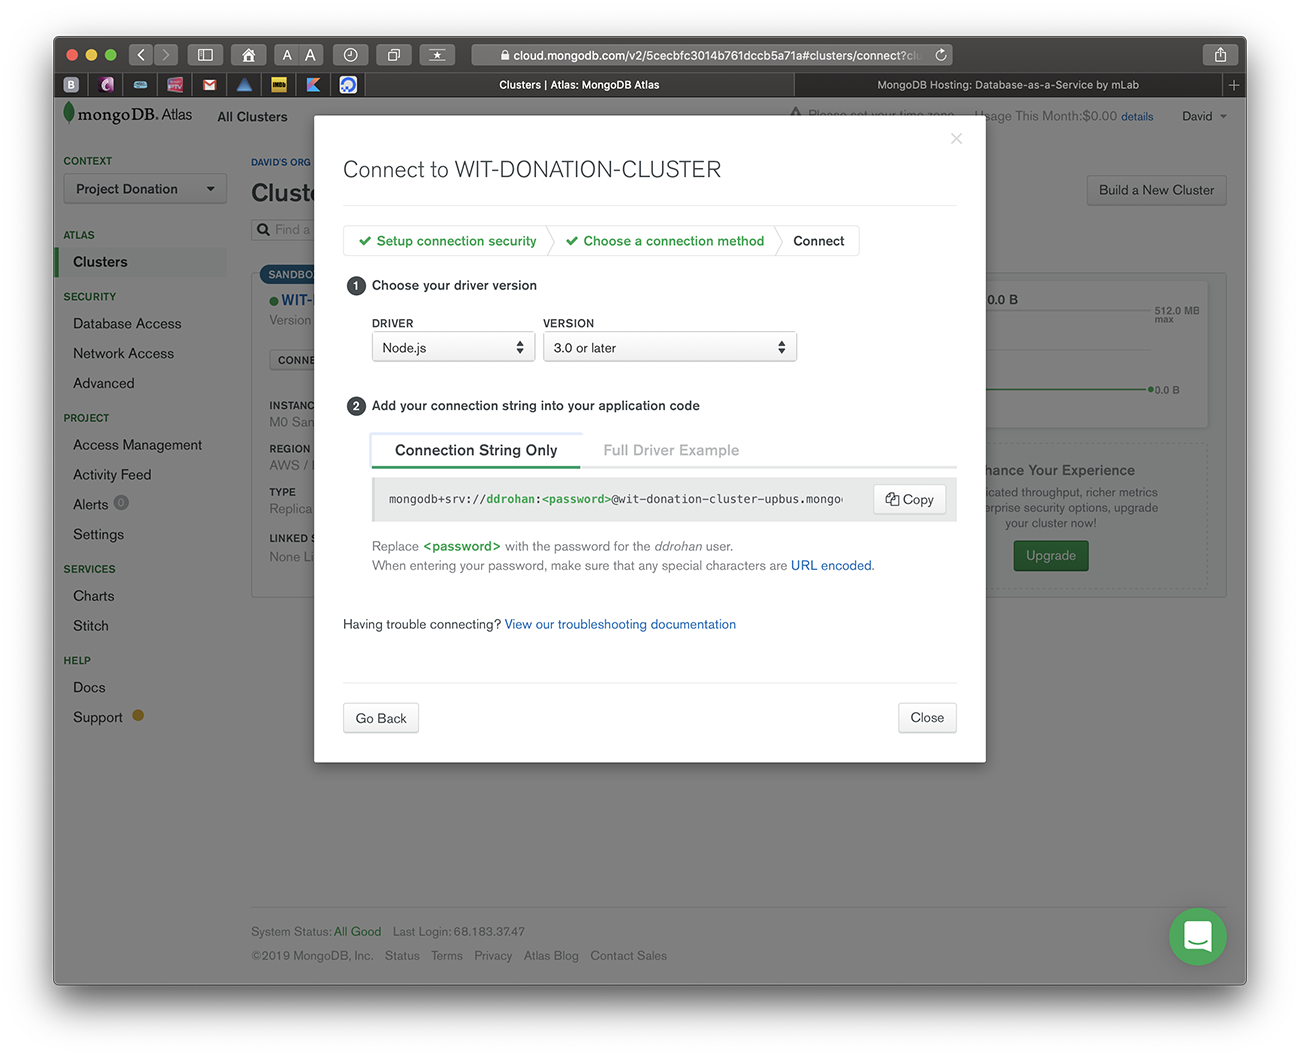 cloud.mongodb.com/v2/5cecbfc3014b761dccb5a71a#clusters/connect?clu
A A
B
Clusters | Atlas: MongoDB Atlas
MongoDB Hosting: Database-as-a-Service by mLab
mongoDB. Atlas
All Clusters
Please set your time zone
Usage This Month:$0.00 details
David
CONTEXT
Project Donation
ATLAS
Clusters
SECURITY
Database Access
Network Access
Advanced
PROJECT
Access Management
Activity Feed
Alerts 0
Settings
SERVICES
Charts
Stitch
HELP
Docs
Support
DAVID'S ORG
Cluste
Build a New Cluster
Find a
SANDBO
WIT-
Version
CONNE
INSTANC
M0 San
REGION
AWS /
TYPE
Replica
LINKED S
None Li
0.0 B
512.0 MB
max
0.0 B
hance Your Experience
icated throughput, richer metrics
erprise security options, upgrade
your cluster now!
Upgrade
Connect to WIT-DONATION-CLUSTER
Setup connection security
Choose a connection method
Connect
1 Choose your driver version
DRIVER
VERSION
Node.js
3.0 or later
2 Add your connection string into your application code
Connection String Only
Full Driver Example
mongodb+srv://ddrohan:<password>@wit-donation-cluster-upbus.mongo
Copy
Replace <password> with the password for the ddrohan user.
When entering your password, make sure that any special characters are URL encoded.
Having trouble connecting? View our troubleshooting documentation
Go Back
Close
System Status: All Good Last Login: 68.183.37.47
©2019 MongoDB, Inc. Status Terms Privacy Atlas Blog Contact Sales